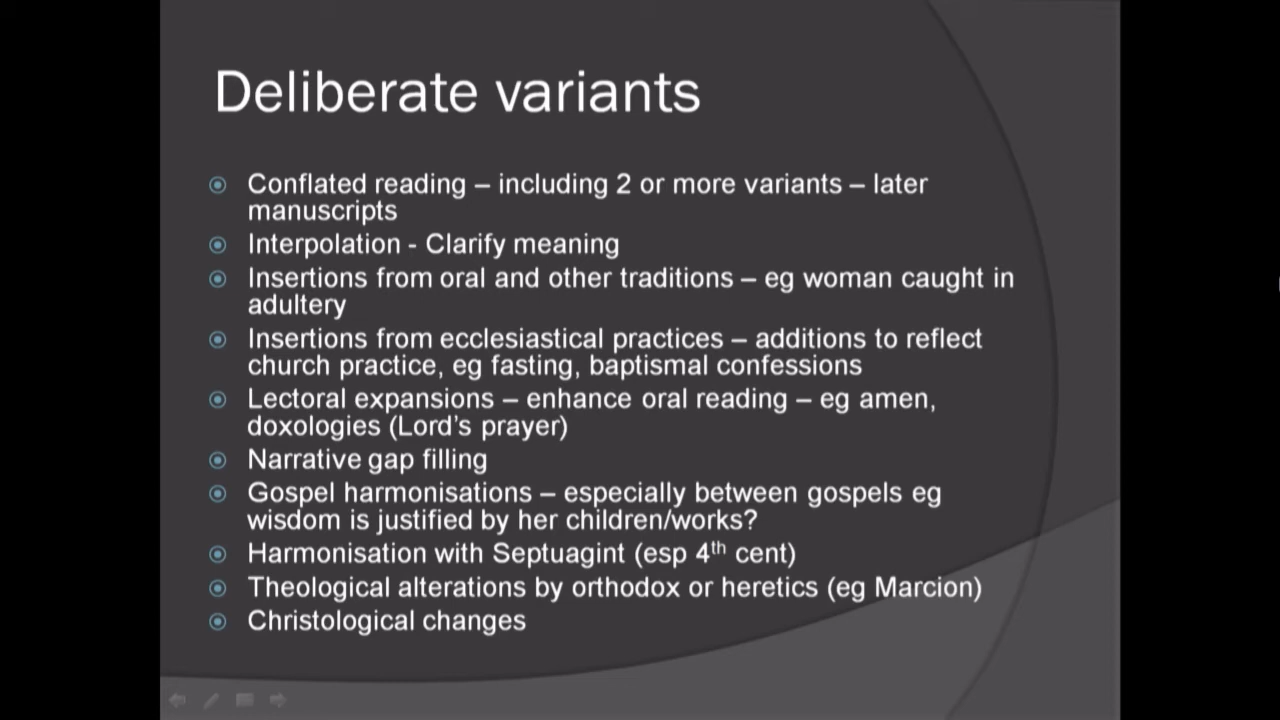 Deliberate variants
Conflated reading – including 2 or more variants – later
manuscripts
Interpolation - Clarify meaning
Insertions from oral and other traditions – eg woman caught in
adultery
Insertions from ecclesiastical practices – additions to reflect
church practice, eg fasting, baptismal confessions
Lectoral expansions – enhance oral reading – eg amen,
doxologies (Lord's prayer)
Narrative gap filling
Gospel harmonisations – especially between gospels eg
wisdom is justified by her children/works?
Harmonisation with Septuagint (esp 4th cent)
Theological alterations by orthodox or heretics (eg Marcion)
Christological changes